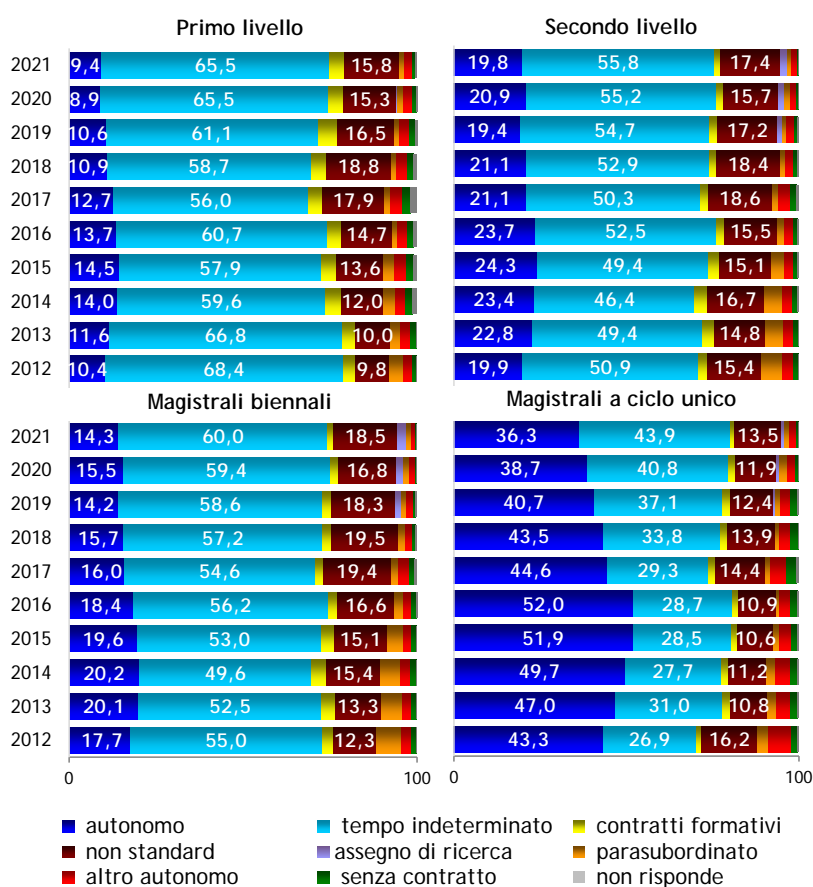 Primo livello
2021 9,4 65,5 15,8
2020 8,9 65,5 15,3
2019 10,6 61,1 16,5
2018 10,9 58,7 18,8
2017 12,7 56,0 17,9
2016 13,7 60,7 14,7
2015 14,5 57,9 13,6
2014 14,0 59,6 12,0
2013 11,6 66,8 10,0
2012 10,4 68,4 9,8
Secondo livello
19,8 55,8 17,4
20,9 55,2 15,7
19,4 54,7 17,2
21,1 52,9 18,4
21,1 50,3 18,6
23,7 52,5 15,5
24,3 49,4 15,1
23,4 46,4 16,7
22,8 49,4 14,8
19,9 50,9 15,4
Magistrali biennali
2021 14,3 60,0 18,5
2020 15,5 59,4 16,8
2019 14,2 58,6 18,3
2018 15,7 57,2 19,5
2017 16,0 54,6 19,4
2016 18,4 56,2 16,6
2015 19,6 53,0 15,1
2014 20,2 49,6 15,4
2013 20,1 52,5 13,3
2012 17,7 55,0 12,3
0 100
Magistrali a ciclo unico
36,3 43,9 13,5
38,7 40,8 11,9
40,7 37,1 12,4
43,5 33,8 13,9
44,6 29,3 14,4
52,0 28,7 10,9
51,9 28,5 10,6
49,7 27,7 11,2
47,0 31,0 10,8
43,3 26,9 16,2
0 100
autonomo tempo indeterminato contratti formativi
non standard assegno di ricerca parasubordinato
altro autonomo senza contratto non risponde